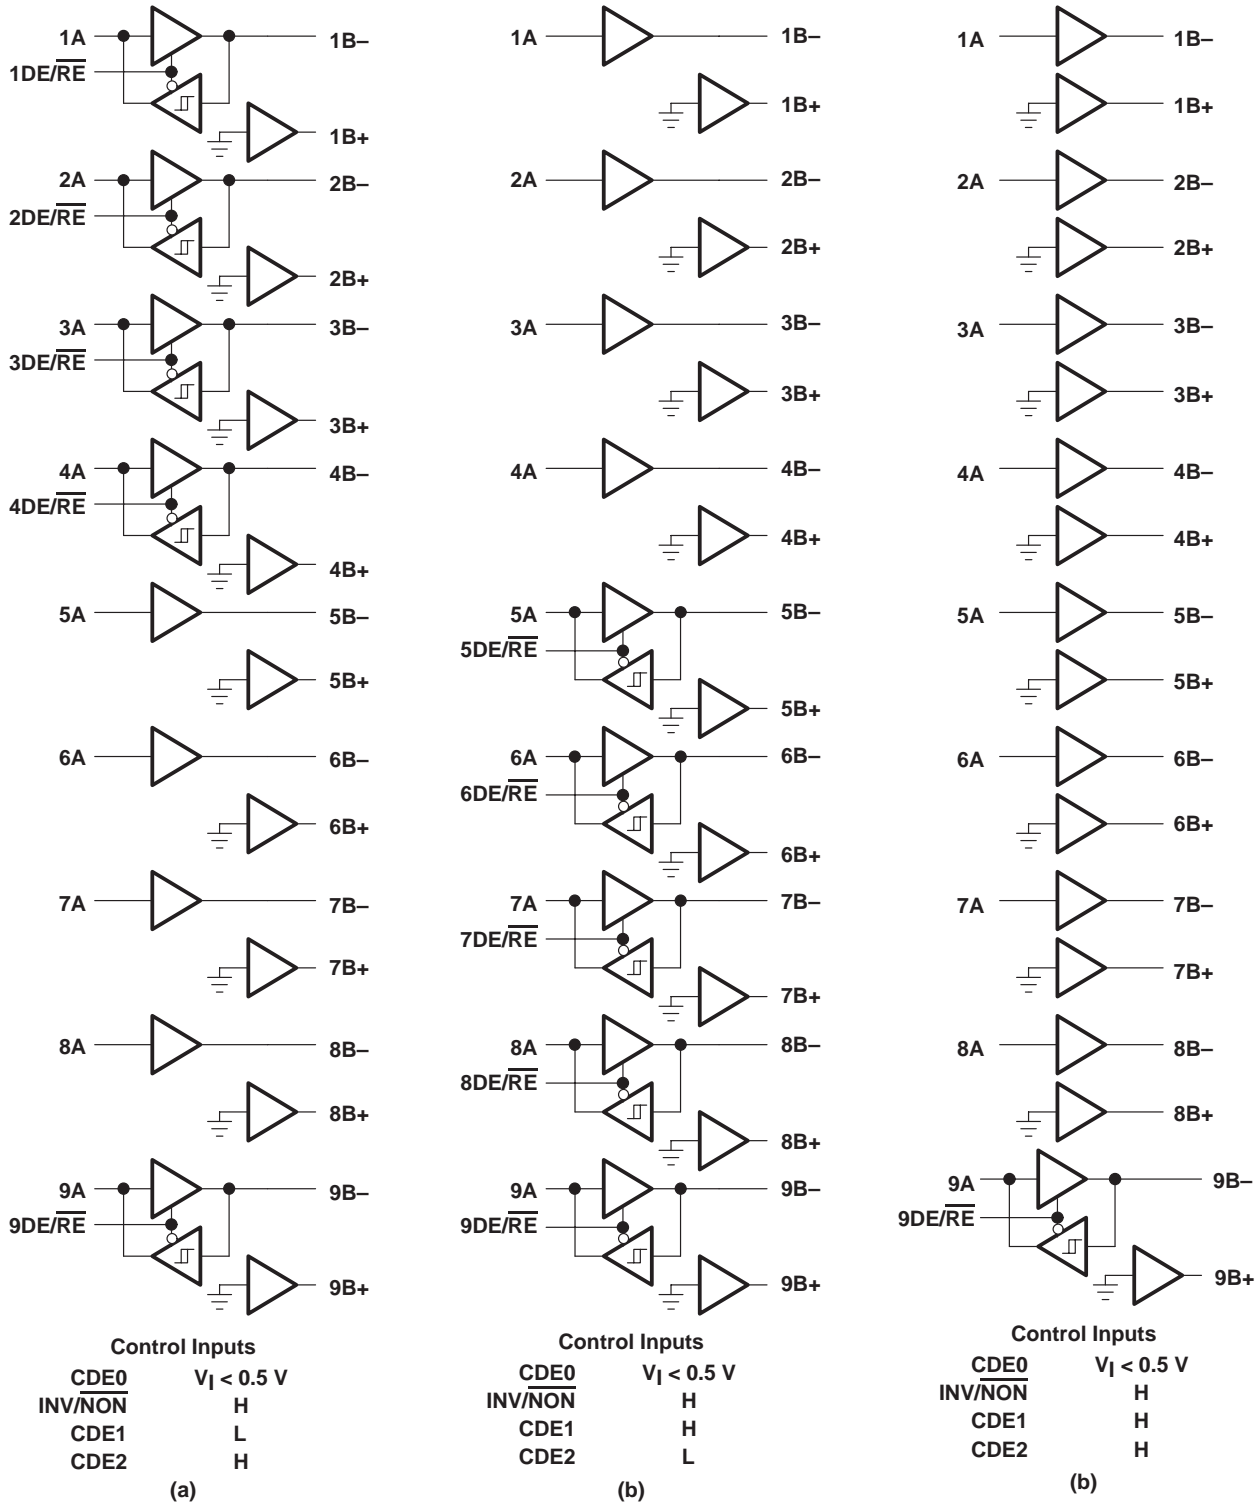 1A
1DE/RE
1B–
1B+
2A
2DE/RE
2B–
2B+
3A
3DE/RE
3B–
3B+
4A
4DE/RE
4B–
4B+
5A
5B–
5B+
6A
6B–
6B+
7A
7B–
7B+
8A
8B–
8B+
9A
9DE/RE
9B–
9B+
Control Inputs
CDE0 VI < 0.5 V
INV/NON H
CDE1 L
CDE2 H
(a)
1A
1B–
1B+
2A
2B–
2B+
3A
3B–
3B+
4A
4B–
4B+
5A
5DE/RE
5B–
5B+
6A
6DE/RE
6B–
6B+
7A
7DE/RE
7B–
7B+
8A
8DE/RE
8B–
8B+
9A
9DE/RE
9B–
9B+
Control Inputs
CDE0 VI < 0.5 V
INV/NON H
CDE1 H
CDE2 L
(b)
1A
1B–
1B+
2A
2B–
2B+
3A
3B–
3B+
4A
4B–
4B+
5A
5B–
5B+
6A
6B–
6B+
7A
7B–
7B+
8A
8B–
8B+
9A
9DE/RE
9B–
9B+
Control Inputs
CDE0 VI < 0.5 V
INV/NON H
CDE1 H
CDE2 H
(b)